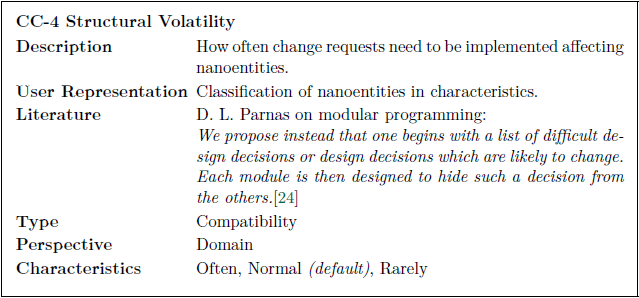 CC-4 Structural Volatility
Description How often change requests need to be implemented affecting
nanoentities.
User Representation Classification of nanoentities in characteristics.
Literature D. L. Parnas on modular programming:
We propose instead that one begins with a list of difficult de-
sign decisions or design decisions which are likely to change.
Each module is then designed to hide such a decision from
the others.[24]
Type Compatibility
Perspective Domain
Characteristics Often, Normal (default), Rarely